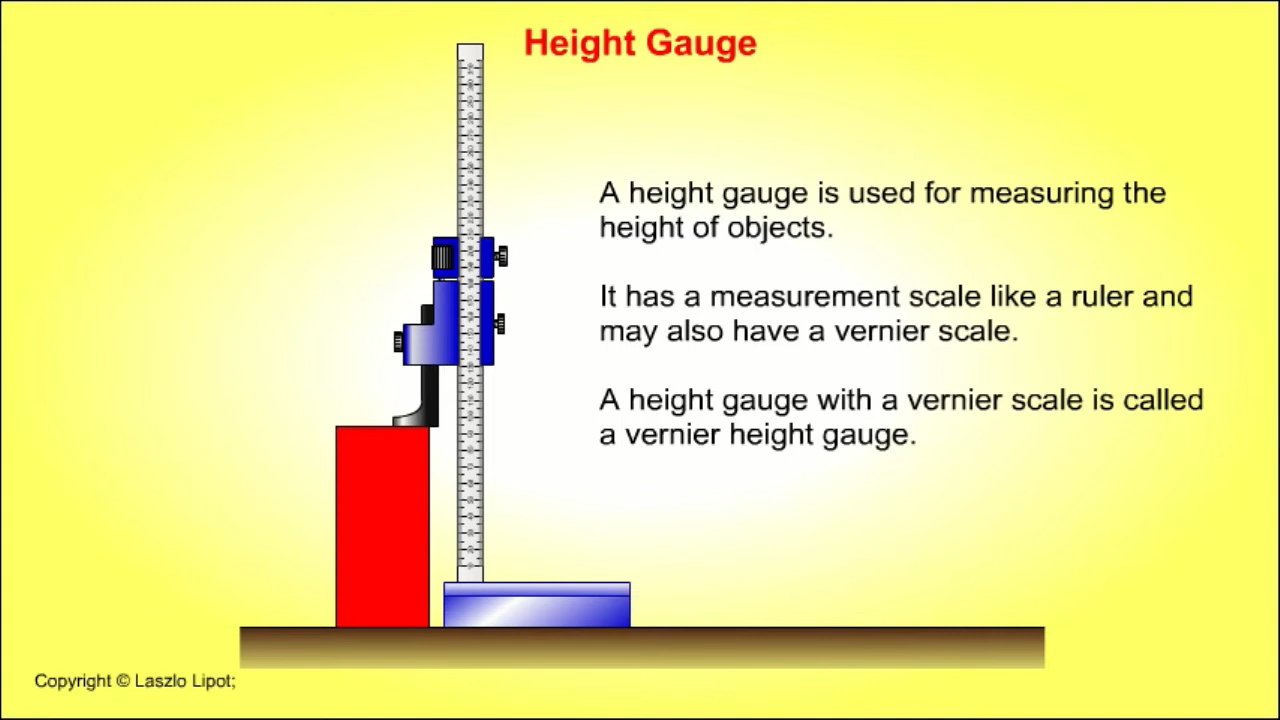 Height Gauge
A height gauge is used for measuring the
height of objects.
It has a measurement scale like a ruler and
may also have a vernier scale.
A height gauge with a vernier scale is called
a vernier height gauge.
Copyright © Laszlo Lipot;